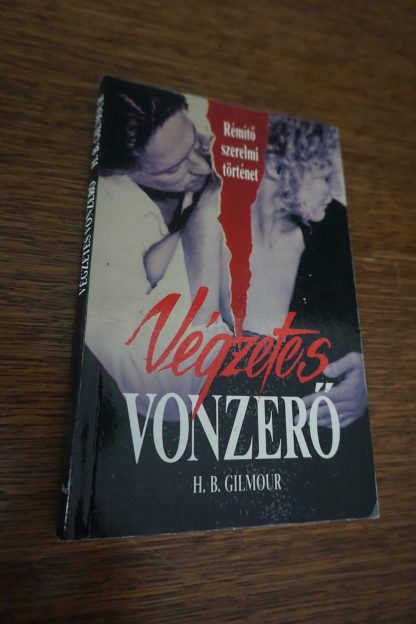 Rémítő
szerelmi
történet
Végzetes
VONZERŐ
H. B. GILMOUR
VÉGZETES VONZERŐ H. B. GILMOUR